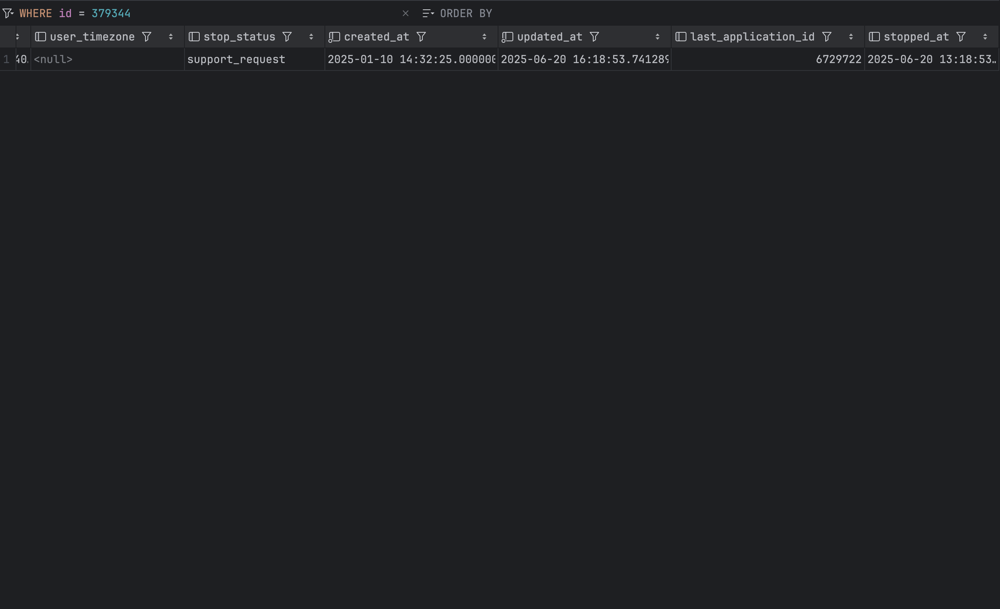 WHERE id = 379344 × ORDER BY
user_timezone stop_status created_at updated_at last_application_id stopped_at
1 40 <null> support_request 2025-01-10 14:32:25.000000 2025-06-20 16:18:53.741289 6729722 2025-06-20 13:18:53…